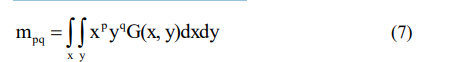 m_pq = ∫∫ x^p y^q G(x, y)dxdy (7)
x y